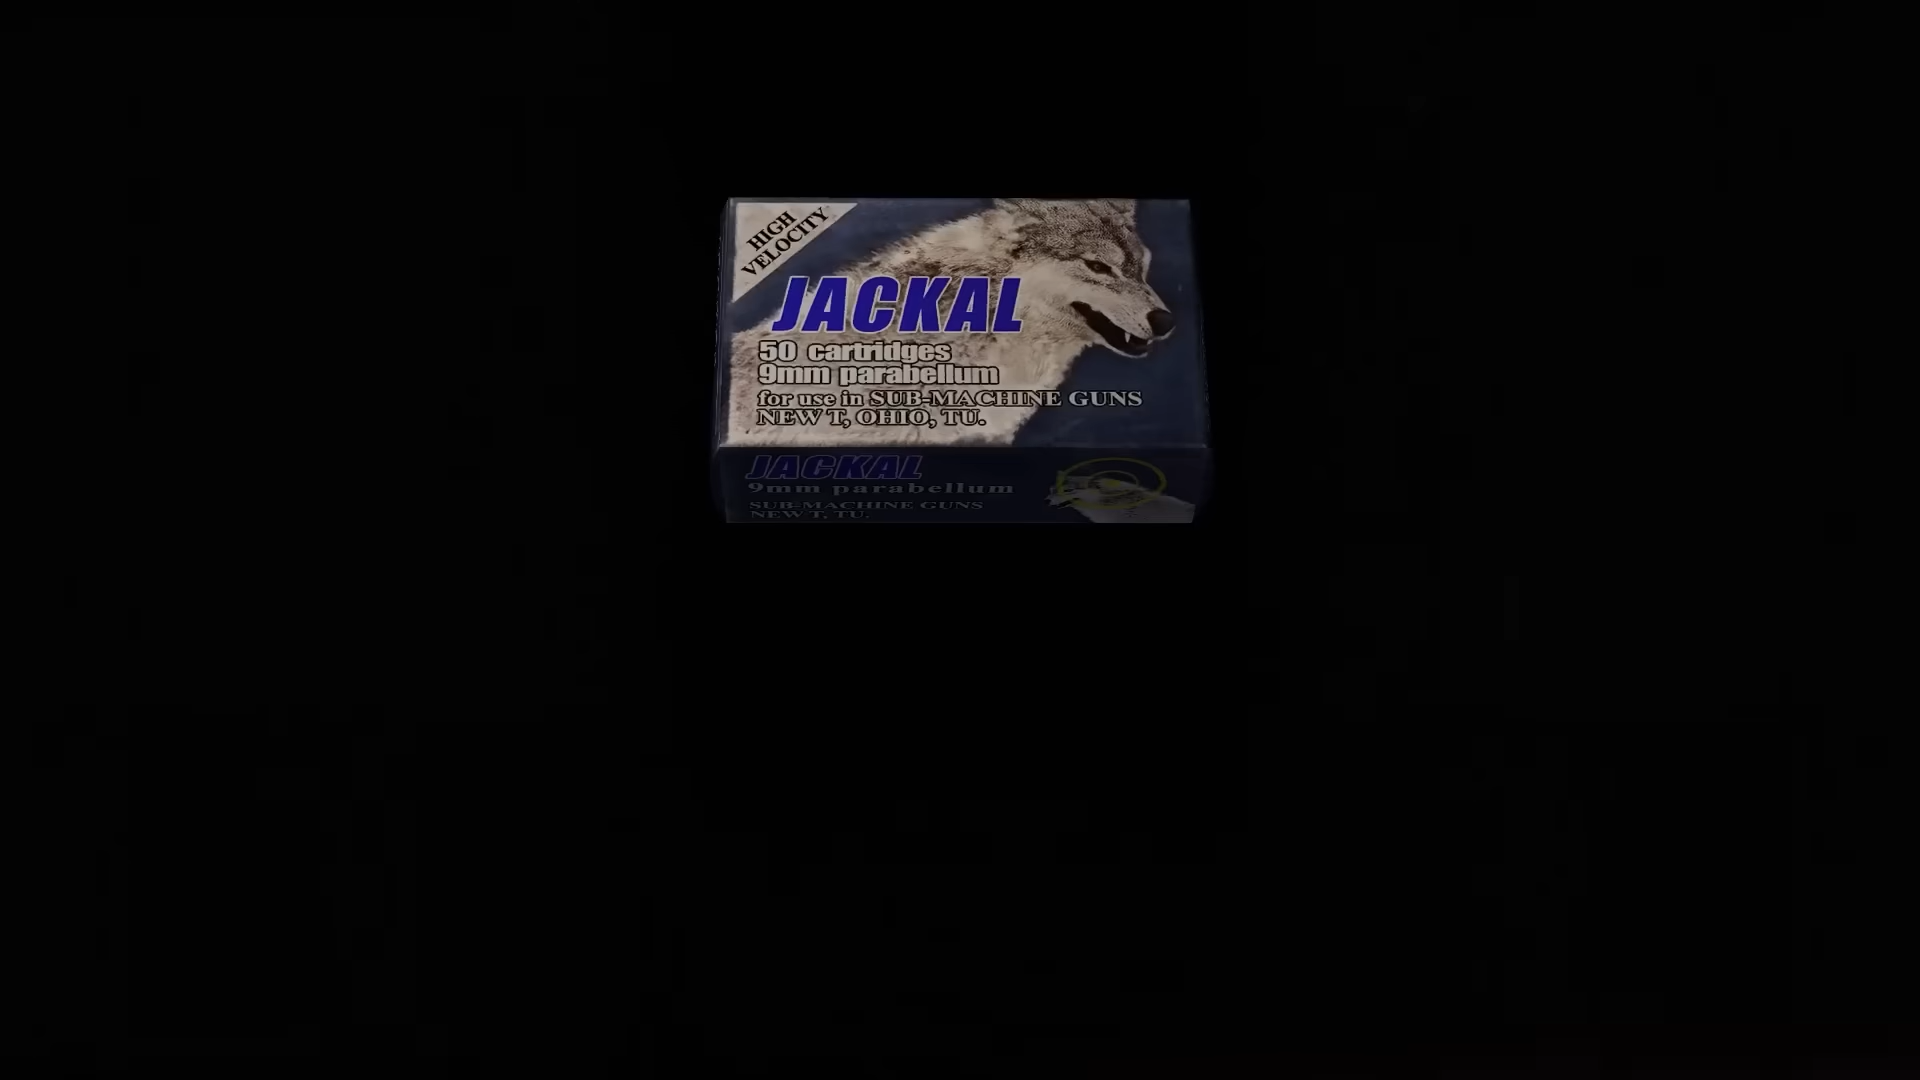 HIGH
VELOCITY
JACKAL
50 cartridges
9mm parabellum
for use in SUB-MACHINE GUNS
NEW T, OHIO, TU.
JACKAL
9mm parabellum
SUB-MACHINE GUNS
NEW T, TU.